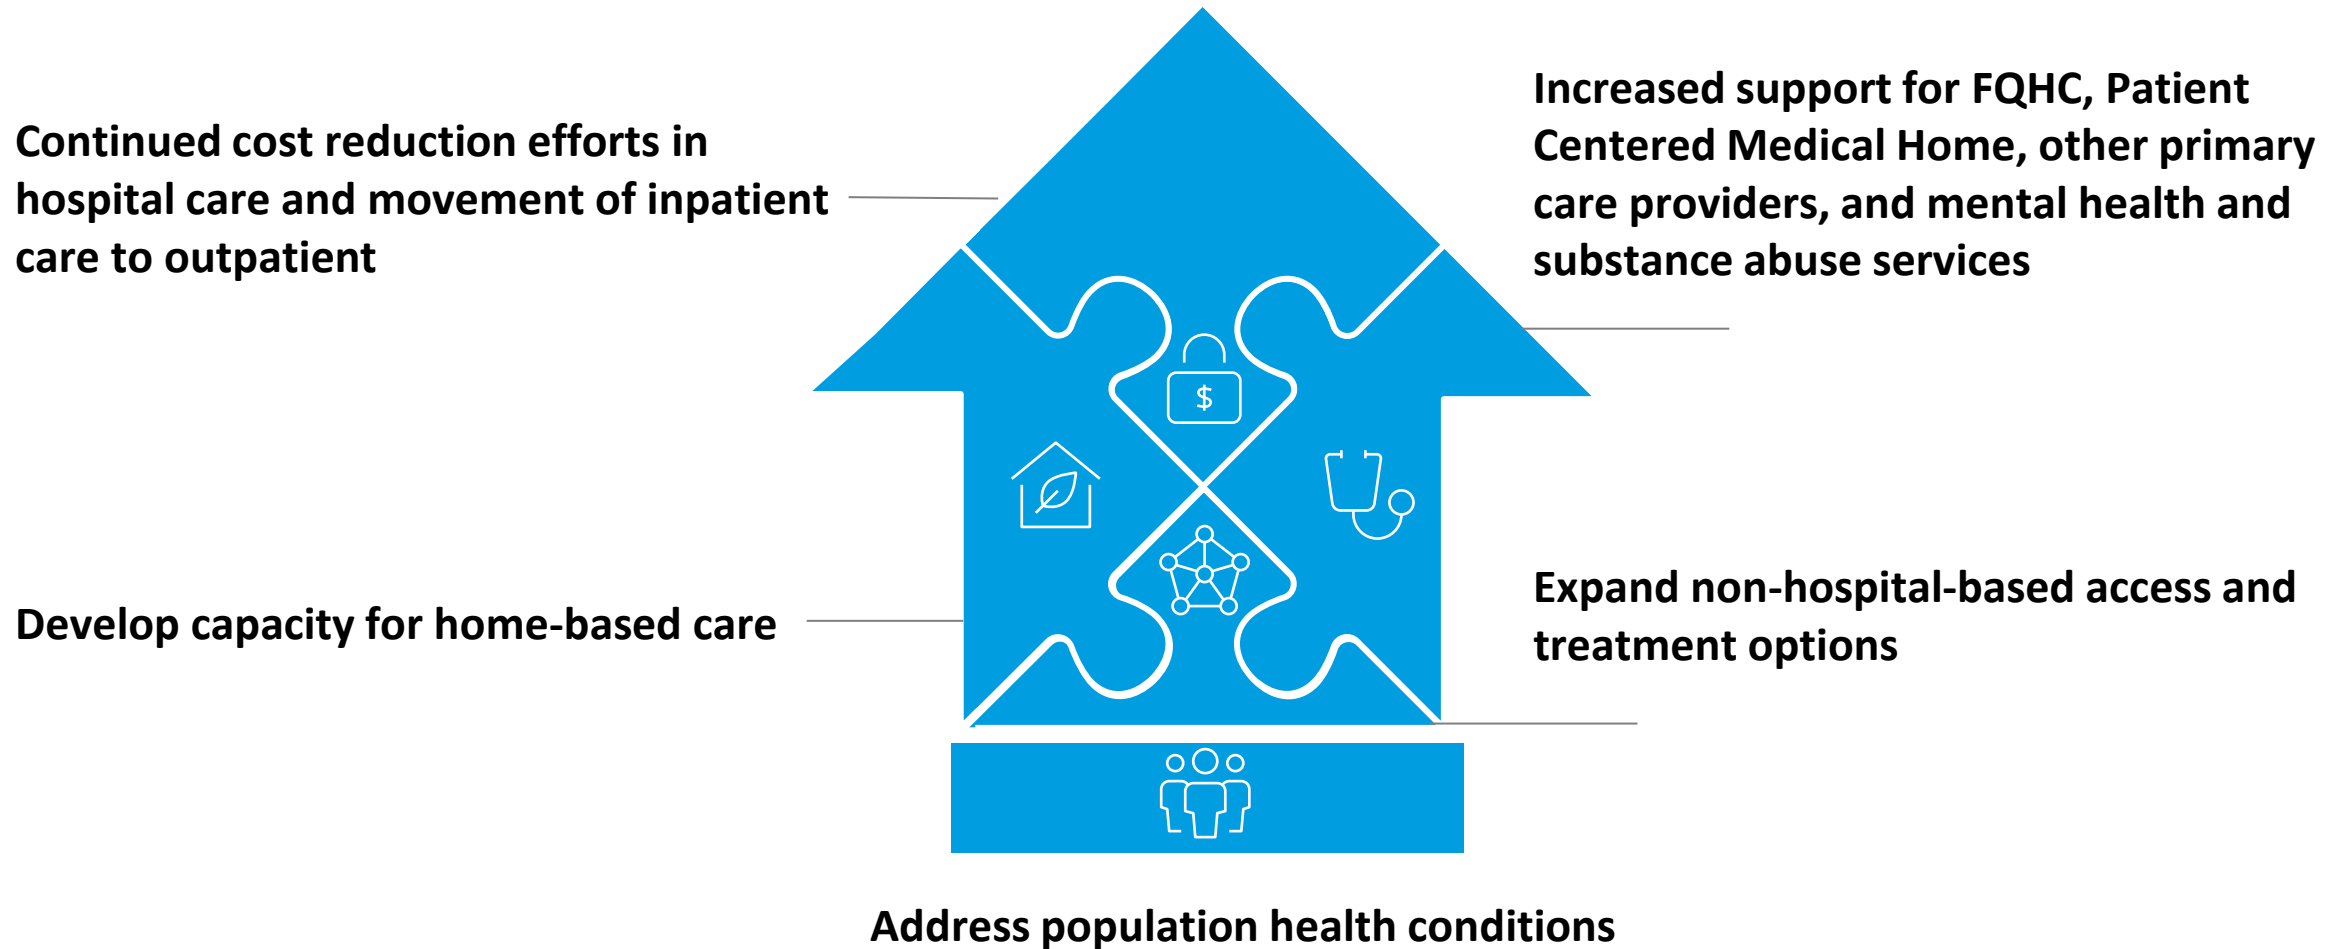 Continued cost reduction efforts in
hospital care and movement of inpatient
care to outpatient
Increased support for FQHC, Patient
Centered Medical Home, other primary
care providers, and mental health and
substance abuse services
$
Develop capacity for home-based care
Expand non-hospital-based access and
treatment options
Address population health conditions